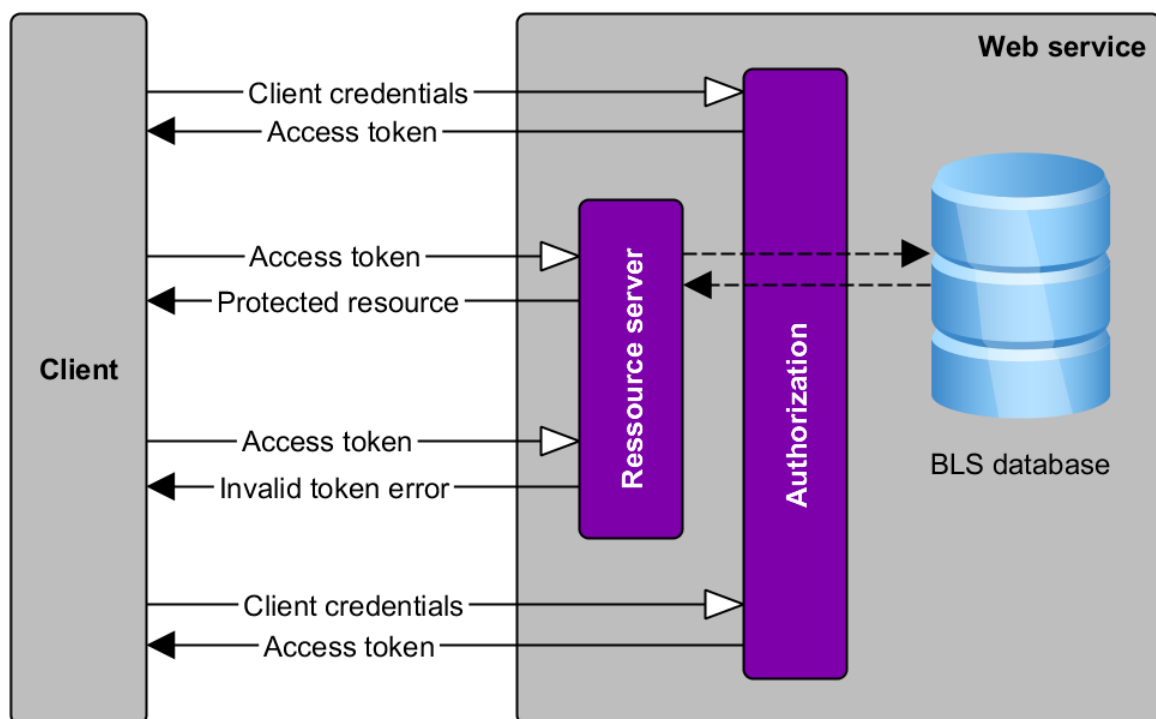 Web service
Client credentials
Access token
Access token
Protected resource
Client
Ressource server
Authorization
Access token
Invalid token error
BLS database
Client credentials
Access token